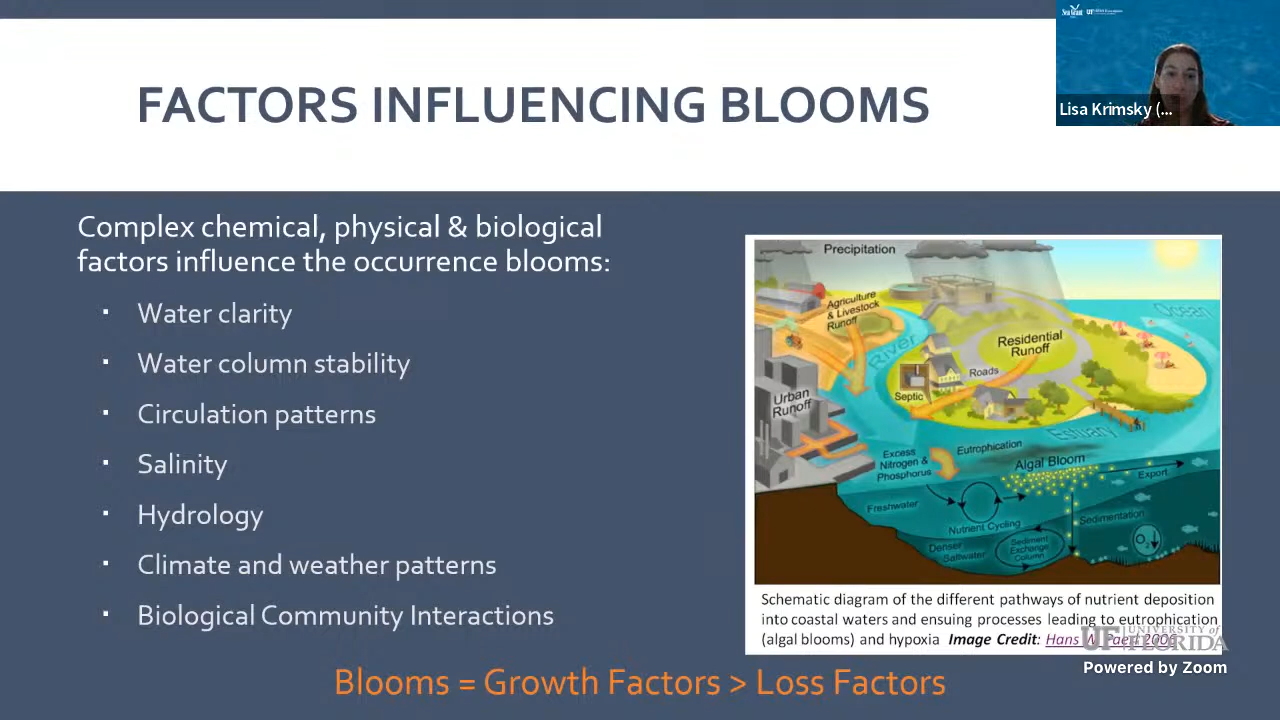 FACTORS INFLUENCING BLOOMS
Sea Grant
UF
Lisa Krimsky (...
Complex chemical, physical & biological
factors influence the occurrence blooms:
▪ Water clarity
▪ Water column stability
▪ Circulation patterns
▪ Salinity
▪ Hydrology
▪ Climate and weather patterns
▪ Biological Community Interactions
Precipitation
Agriculture
& Livestock
Runoff
River
Ocean
Residential
Runoff
Roads
Septic
Urban
Runoff
Estuary
Eutrophication
Excess
Nitrogen &
Phosphorus
Algal Bloom
Export
Freshwater
Nutrient Cycling
Sedimentation
Denser
Saltwater
Sediment
Exchange
Column
O₂
Schematic diagram of the different pathways of nutrient deposition
into coastal waters and ensuing processes leading to eutrophication
(algal blooms) and hypoxia Image Credit: Hans W. Paerl 2006
UF UNIVERSITY of
FLORIDA
Powered by Zoom
Blooms = Growth Factors > Loss Factors